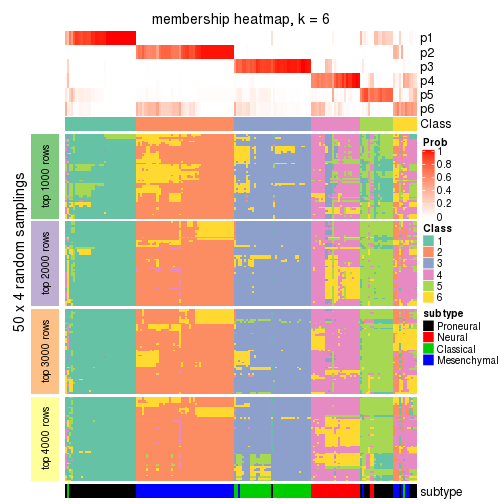 membership heatmap, k = 6
p1
p2
p3
p4
p5
p6
Class
50 x 4 random samplings
top 1000 rows
top 2000 rows
top 3000 rows
top 4000 rows
Prob
1
0.8
0.6
0.4
0.2
0
Class
1
2
3
4
5
6
subtype
Proneural
Neural
Classical
Mesenchymal
subtype